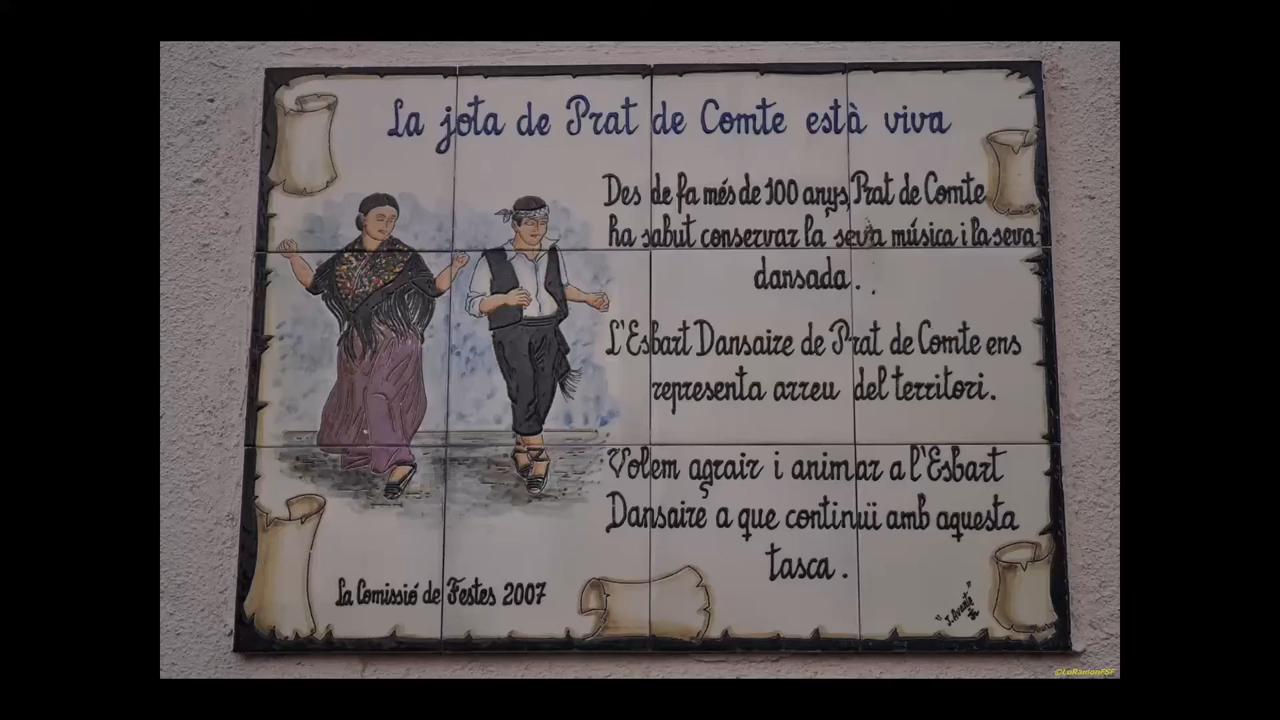 La jota de Prat de Comte està viva
Des de fa més de 100 anys Prat de Comte
ha sabut conservar la seva música i la seva
dansada.
L'Esbart Dansaire de Prat de Comte ens
representa arreu del territori.
Volem agrair i animar a l'Esbart
Dansaire a que continuï amb aquesta
tasca.
La Comissió de Festes 2007
©LoRamonFSF